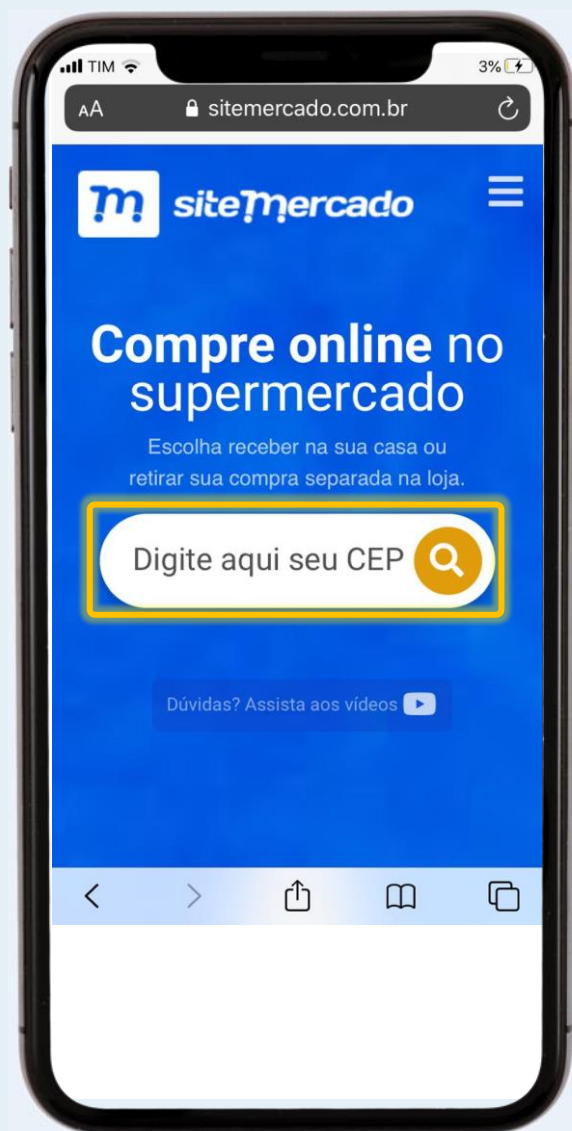 TIM
3%
AA
sitemercado.com.br
m sitemercado
Compre online no
supermercado
Escolha receber na sua casa ou
retirar sua compra separada na loja.
Digite aqui seu CEP
Dúvidas? Assista aos vídeos